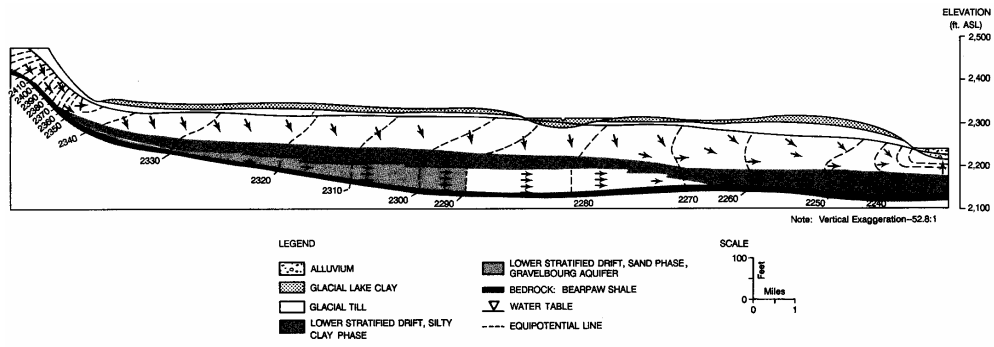 ELEVATION
(ft. ASL)
2,500
2,400
2,300
2,200
2,100
2410
2400
2390
2380
2370
2360
2350
2340
2330
2320
2310
2300
2290
2280
2270
2260
2250
2240
Note: Vertical Exaggeration–52.8:1
LEGEND
ALLUVIUM
GLACIAL LAKE CLAY
GLACIAL TILL
LOWER STRATIFIED DRIFT, SILTY
CLAY PHASE
LOWER STRATIFIED DRIFT, SAND PHASE,
GRAVELBOURG AQUIFER
BEDROCK: BEARPAW SHALE
WATER TABLE
EQUIPOTENTIAL LINE
SCALE
100
Feet
0
Miles
0 1